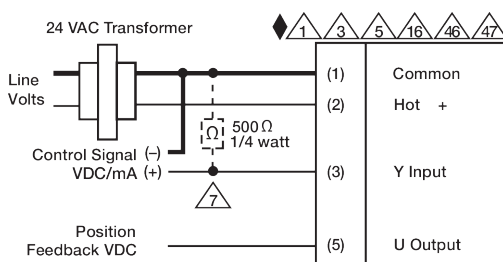 24 VAC Transformer
1 3 5 16 46 47
Line
Volts
(1) Common
(2) Hot +
Ω 500 Ω
1/4 watt
Control Signal (–)
VDC/mA (+)
(3) Y Input
7
Position
Feedback VDC
(5) U Output